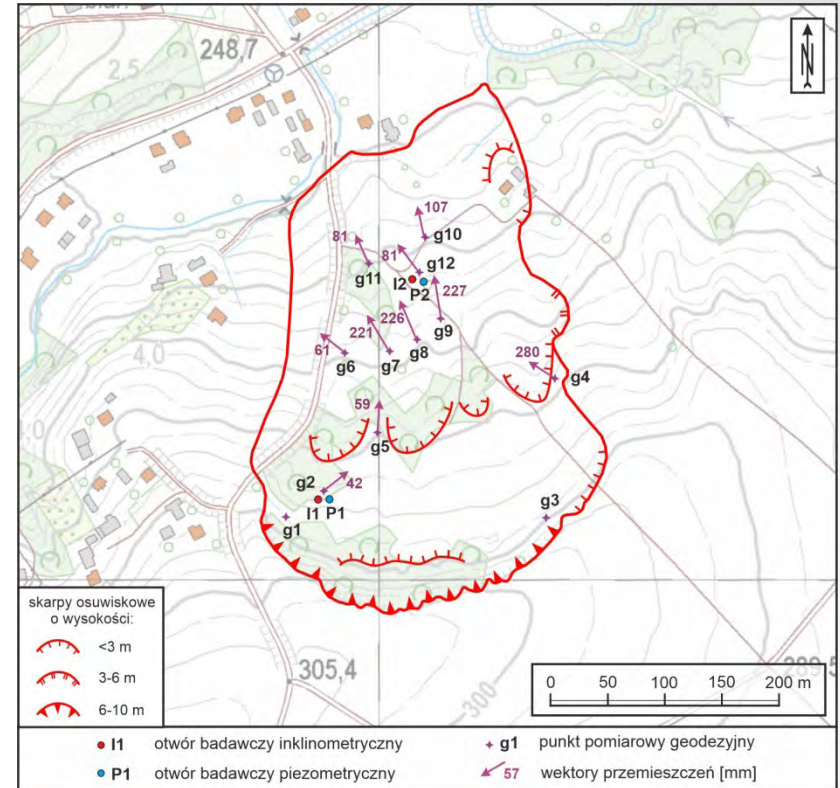 248,7
2.5
2.5
N
107
81
g10
81
g12
g11
I2
P2
227
226
g9
221
g8
61
g7
g6
4,0
280
g4
59
g5
g2
42
g3
I1 P1
g1
skarpy osuwiskowe
o wysokości:
<3 m
3-6 m
6-10 m
305,4
300
289,5
0 50 100 150 200 m
I1 otwór badawczy inklinometryczny
g1 punkt pomiarowy geodezyjny
P1 otwór badawczy piezometryczny
57 wektory przemieszczeń [mm]